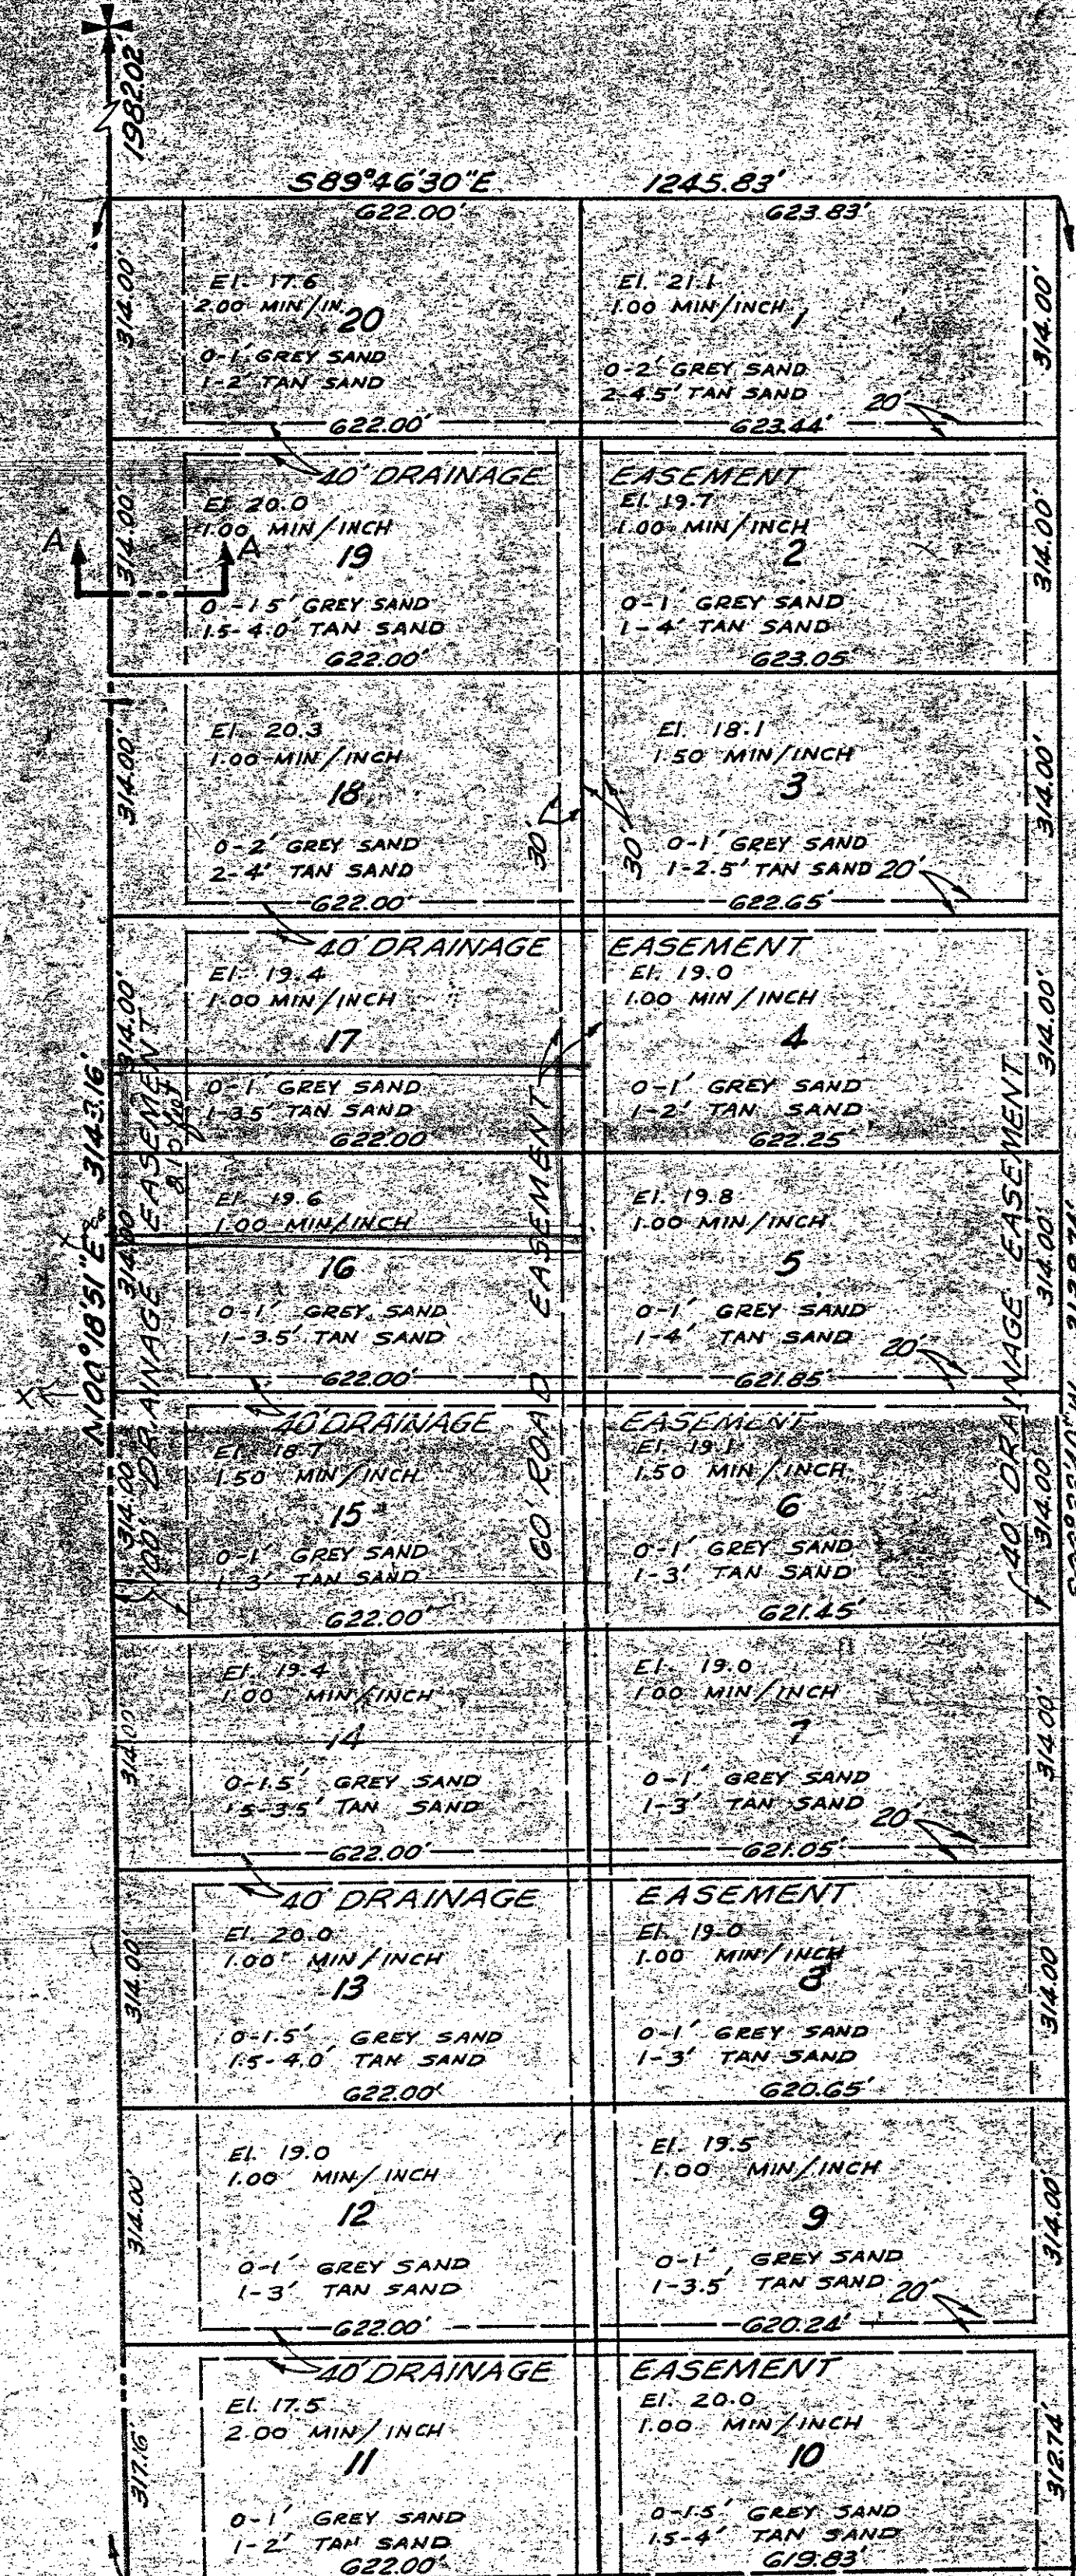 198202'
S89°46'30"E 1245.83'
622.00' 623.83'
314.00' 314.00'
El. 17.6
2.00 MIN/IN.
20
0-1' GREY SAND
1-2' TAN SAND
622.00'
El. 21.1
1.00 MIN/INCH
1
0-2' GREY SAND
2-4.5' TAN SAND
20'
623.44'
40' DRAINAGE EASEMENT
314.00' 314.00'
A A
El. 20.0
1.00 MIN/INCH
19
0-1.5' GREY SAND
1.5-4.0' TAN SAND
622.00'
El. 19.7
1.00 MIN/INCH
2
0-1' GREY SAND
1-4' TAN SAND
623.05'
314.00' 314.00'
El. 20.3
1.00 MIN/INCH
18
0-2' GREY SAND
2-4' TAN SAND
622.00'
30' 30'
El. 18.1
1.50 MIN/INCH
3
0-1' GREY SAND
1-2.5' TAN SAND 20'
622.65'
40' DRAINAGE EASEMENT
314.00' 314.00'
El. 19.4
1.00 MIN/INCH
17
0-1' GREY SAND
1-3.5' TAN SAND
622.00
El. 19.0
1.00 MIN/INCH
4
0-1' GREY SAND
1-2' TAN SAND
622.25'
N00°18'51"E 3143.16'
100' DRAINAGE EASEMENT
60' ROAD EASEMENT
40' DRAINAGE EASEMENT
314.00 314.00'
El. 19.6
1.00 MIN/INCH
16
0-1' GREY SAND
1-3.5' TAN SAND
622.00'
El. 19.8
1.00 MIN/INCH
5
0-1' GREY SAND
1-4' TAN SAND
20'
621.85'
X
40' DRAINAGE EASEMENT
314.00' 314.00'
El. 18.7
1.50 MIN/INCH
15
0-1' GREY SAND
1-3' TAN SAND
622.00'
El. 19.1
1.50 MIN/INCH
6
0-1' GREY SAND
1-3' TAN SAND
621.45'
314.00' 314.00'
El. 19.4
1.00 MIN/INCH
14
0-1.5' GREY SAND
1.5-3.5' TAN SAND
622.00'
El. 19.0
1.00 MIN/INCH
7
0-1' GREY SAND
1-3' TAN SAND
20'
621.05'
40' DRAINAGE EASEMENT
314.00' 314.00
El. 20.0
1.00" MIN/INCH
13
0-1.5' GREY SAND
1.5-4.0' TAN SAND
622.00'
El. 19.0
1.00 MIN/INCH
8
0-1' GREY SAND
1-3' TAN SAND
620.65'
314.00' 314.00'
El. 19.0
1.00 MIN/INCH
12
0-1' GREY SAND
1-3' TAN SAND
622.00'
El. 19.5
1.00 MIN/INCH
9
0-1' GREY SAND
1-3.5' TAN SAND
20'
620.24'
40' DRAINAGE EASEMENT
317.16' 312.74'
El. 17.5
2.00 MIN/INCH
11
0-1' GREY SAND
1-2' TAN SAND
622.00'
El. 20.0
1.00 MIN/INCH
10
0-1.5' GREY SAND
1.5-4' TAN SAND
619.83'